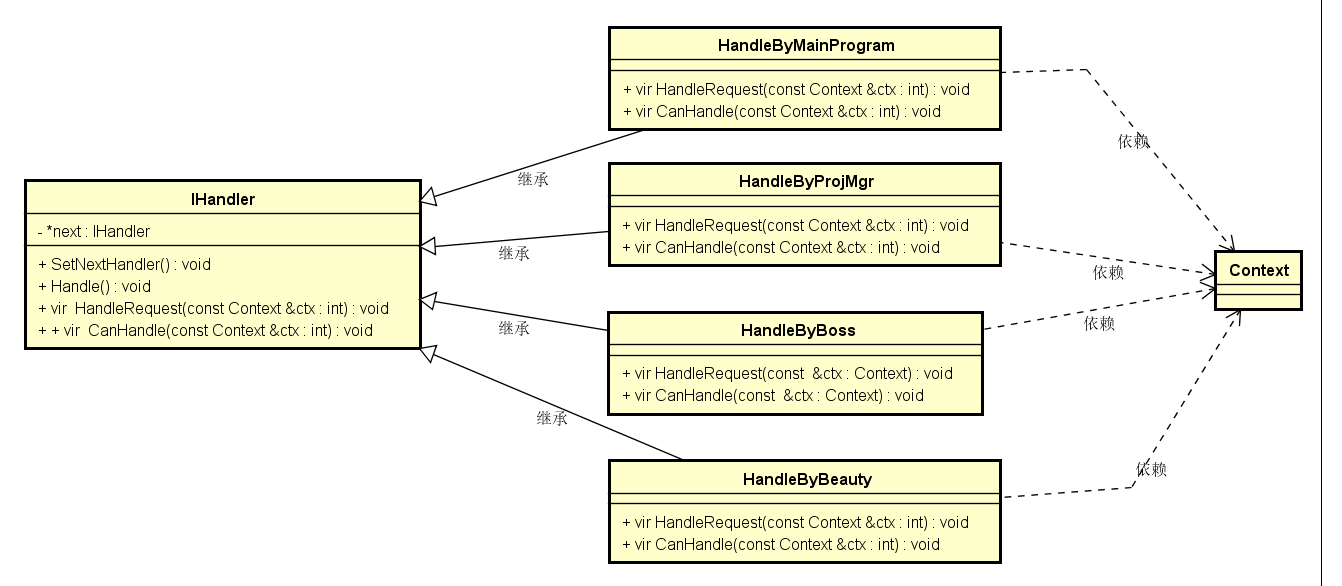 HandleByMainProgram
+ vir HandleRequest(const Context &ctx : int) : void
+ vir CanHandle(const Context &ctx : int) : void
依赖
继承
HandleByProjMgr
+ vir HandleRequest(const Context &ctx : int) : void
+ vir CanHandle(const Context &ctx : int) : void
IHandler
- *next : IHandler
+ SetNextHandler() : void
+ Handle() : void
+ vir  HandleRequest(const Context &ctx : int) : void
+ + vir  CanHandle(const Context &ctx : int) : void
继承
依赖
Context
HandleByBoss
+ vir HandleRequest(const  &ctx : Context) : void
+ vir CanHandle(const  &ctx : Context) : void
继承
依赖
继承
HandleByBeauty
+ vir HandleRequest(const Context &ctx : int) : void
+ vir CanHandle(const Context &ctx : int) : void
依赖